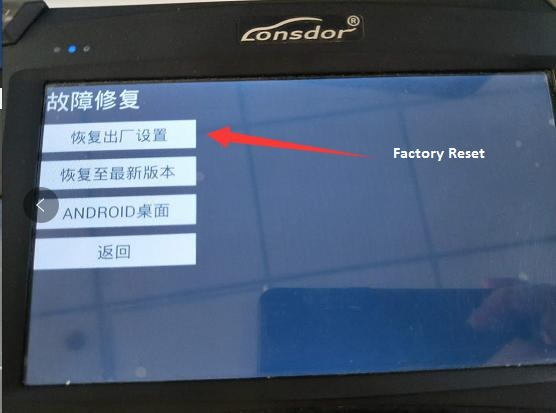 Lonsdor®
故障修复
恢复出厂设置
Factory Reset
恢复至最新版本
ANDROID桌面
返回